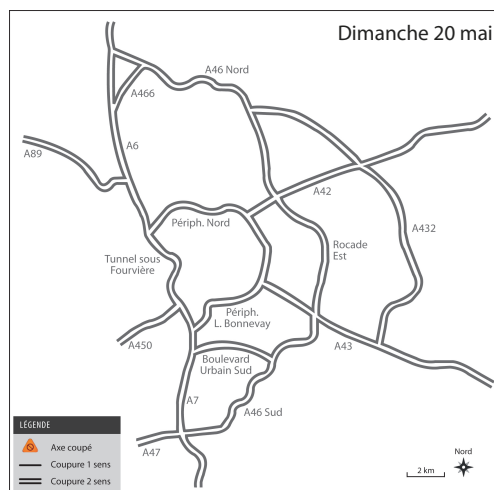 Dimanche 20 mai
A46 Nord
A466
A6
A89
A42
A432
Périph. Nord
Rocade
Est
Tunnel sous
Fourvière
Périph.
L. Bonnevay
A450
Boulevard
Urbain Sud
A43
A7
A46 Sud
A47
LÉGENDE
Axe coupé
Coupure 1 sens
Coupure 2 sens
Nord
2 km